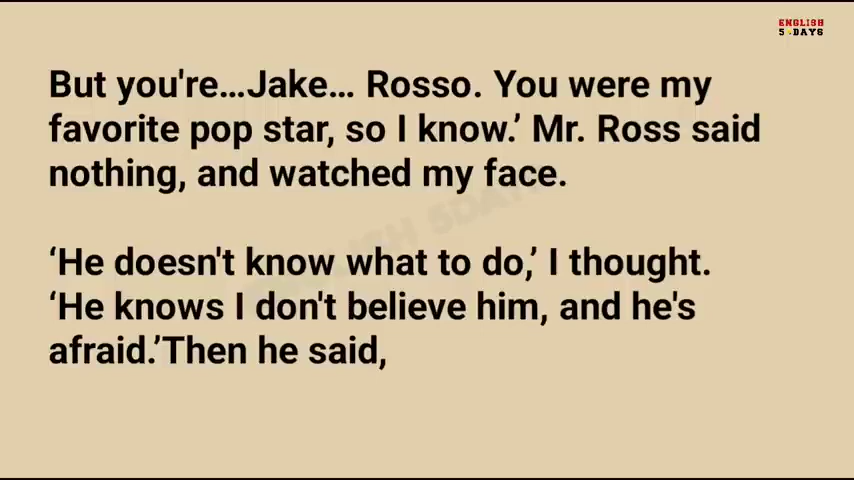 ENGLISH
5 DAYS
But you're...Jake... Rosso. You were my
favorite pop star, so I know.’ Mr. Ross said
nothing, and watched my face.
ENGLISH 5DAYS
‘He doesn't know what to do,’ I thought.
‘He knows I don't believe him, and he's
afraid.’Then he said,